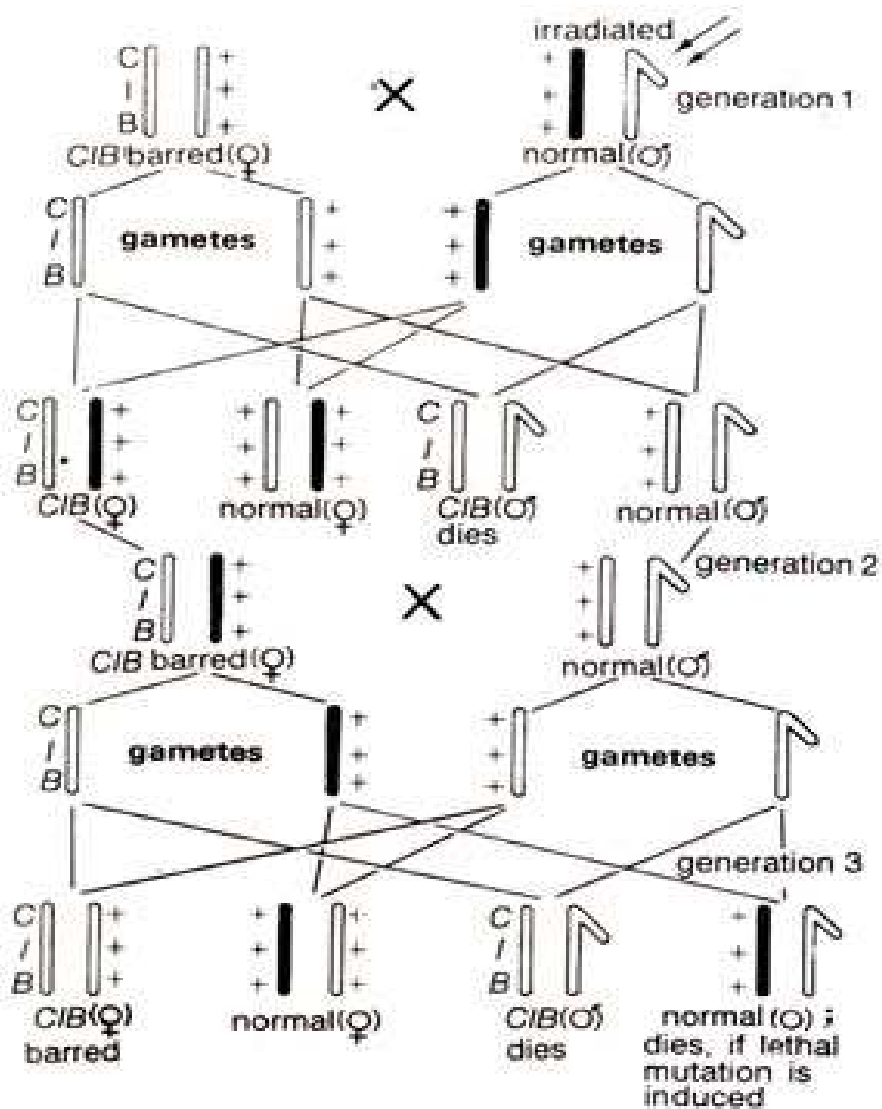 irradiated
C + +
I + +
B + +
× generation 1
CIB barred(♀) normal(♂)
C + +
I gametes + + gametes
B + +
C + + + C +
I + + + I +
B + + + B +
CIB(♀) normal(♀) CIB(♂) normal(♂)
dies
generation 2
C + +
I + × +
B + +
CIB barred(♀) normal(♂)
C + +
I gametes + + gametes
B + +
generation 3
C + + + C +
I + + + I +
B + + + B +
CIB(♀) normal(♀) CIB(♂) normal(♂)
barred dies dies, if lethal
mutation is
induced